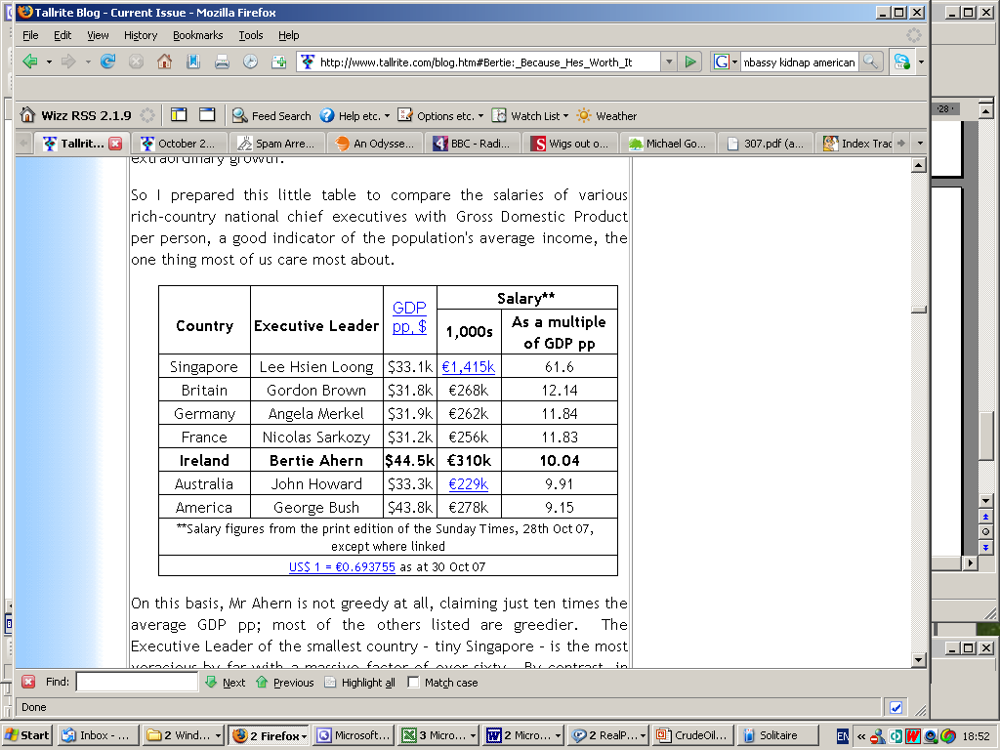 Tallrite Blog - Current Issue - Mozilla Firefox
File Edit View History Bookmarks Tools Help
http://www.tallrite.com/blog.htm#Bertie:_Because_Hes_Worth_It
mbassy kidnap american
Wizz RSS 2.1.9 Feed Search Help etc. Options etc. Watch List Weather
Tallrit... October 2... Spam Arre... An Odysse... BBC - Radi... Wigs out o... Michael Go... 307.pdf (a... Index Trac
extraordinary growth.
So I prepared this little table to compare the salaries of various
rich-country national chief executives with Gross Domestic Product
per person, a good indicator of the population's average income, the
one thing most of us care most about.
Country Executive Leader GDP pp, $ Salary**
1,000s As a multiple of GDP pp
Singapore Lee Hsien Loong $33.1k €1,415k 61.6
Britain Gordon Brown $31.8k €268k 12.14
Germany Angela Merkel $31.9k €262k 11.84
France Nicolas Sarkozy $31.2k €256k 11.83
Ireland Bertie Ahern $44.5k €310k 10.04
Australia John Howard $33.3k €229k 9.91
America George Bush $43.8k €278k 9.15
**Salary figures from the print edition of the Sunday Times, 28th Oct 07,
except where linked
US$ 1 = €0.693755 as at 30 Oct 07
On this basis, Mr Ahern is not greedy at all, claiming just ten times the
average GDP pp; most of the others listed are greedier. The
Executive Leader of the smallest country - tiny Singapore - is the most
voracious by far with a massive factor of over sixty. By contrast, in
Find: Next Previous Highlight all Match case
Done
28
Start Inbox - ... 2 Wind... 2 Firefox Microsoft... 3 Micro... 2 Micro... 2 RealP... CrudeOil... Solitaire EN « 18:52